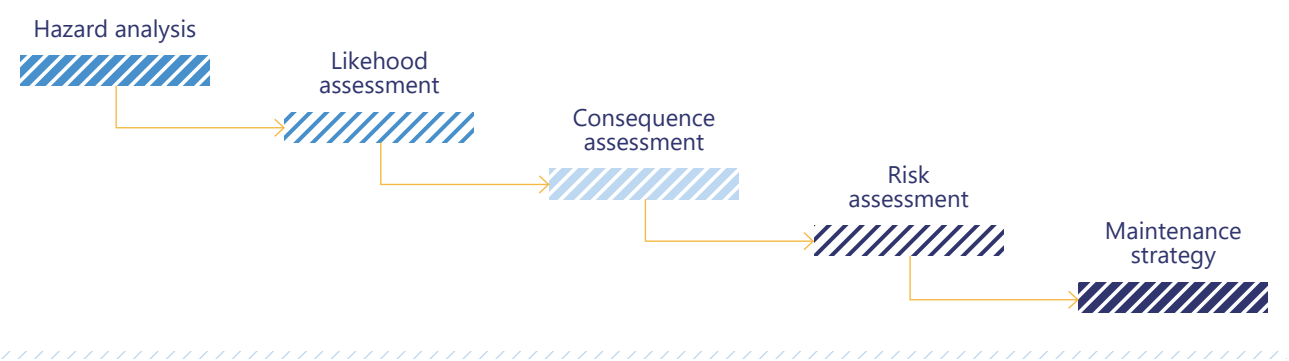 Hazard analysis
Likehood
assessment
Consequence
assessment
Risk
assessment
Maintenance
strategy